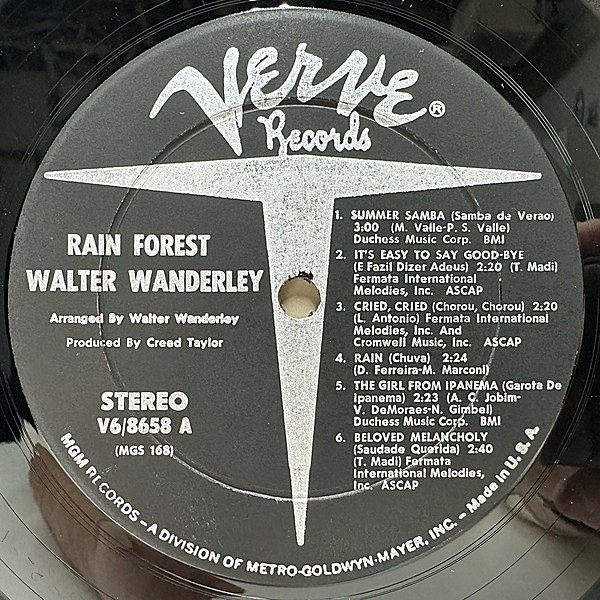 Verve ®
Records
RAIN FOREST
WALTER WANDERLEY
Arranged By Walter Wanderley
Produced By Creed Taylor
STEREO
V6/8658 A
(MGS 168)
1. SUMMER SAMBA (Samba de Verao)
3:00 (M. Valle-P. S. Valle)
Duchess Music Corp. BMI
2. IT'S EASY TO SAY GOOD-BYE
(E Fazil Dizer Adeus) 2:20 (T. Madi)
Fermata International
Melodies, Inc. ASCAP
3. CRIED, CRIED (Chorou, Chorou) 2:20
(L. Antonio) Fermata International
Melodies, Inc. And
Cromwell Music, Inc. ASCAP
4. RAIN (Chuva) 2:24
(D. Ferreira-M. Marconi)
5. THE GIRL FROM IPANEMA (Garota De
Ipanema) 2:23 (A. C. Jobim-
V. DeMoraes-N. Gimbel)
Duchess Music Corp. BMI
6. BELOVED MELANCHOLY
(Saudade Querida) 2:40
(T. Madi) Fermata
International Melodies,
Inc. ASCAP
MGM RECORDS – A DIVISION OF METRO-GOLDWYN-MAYER, INC. – Made in U.S.A.